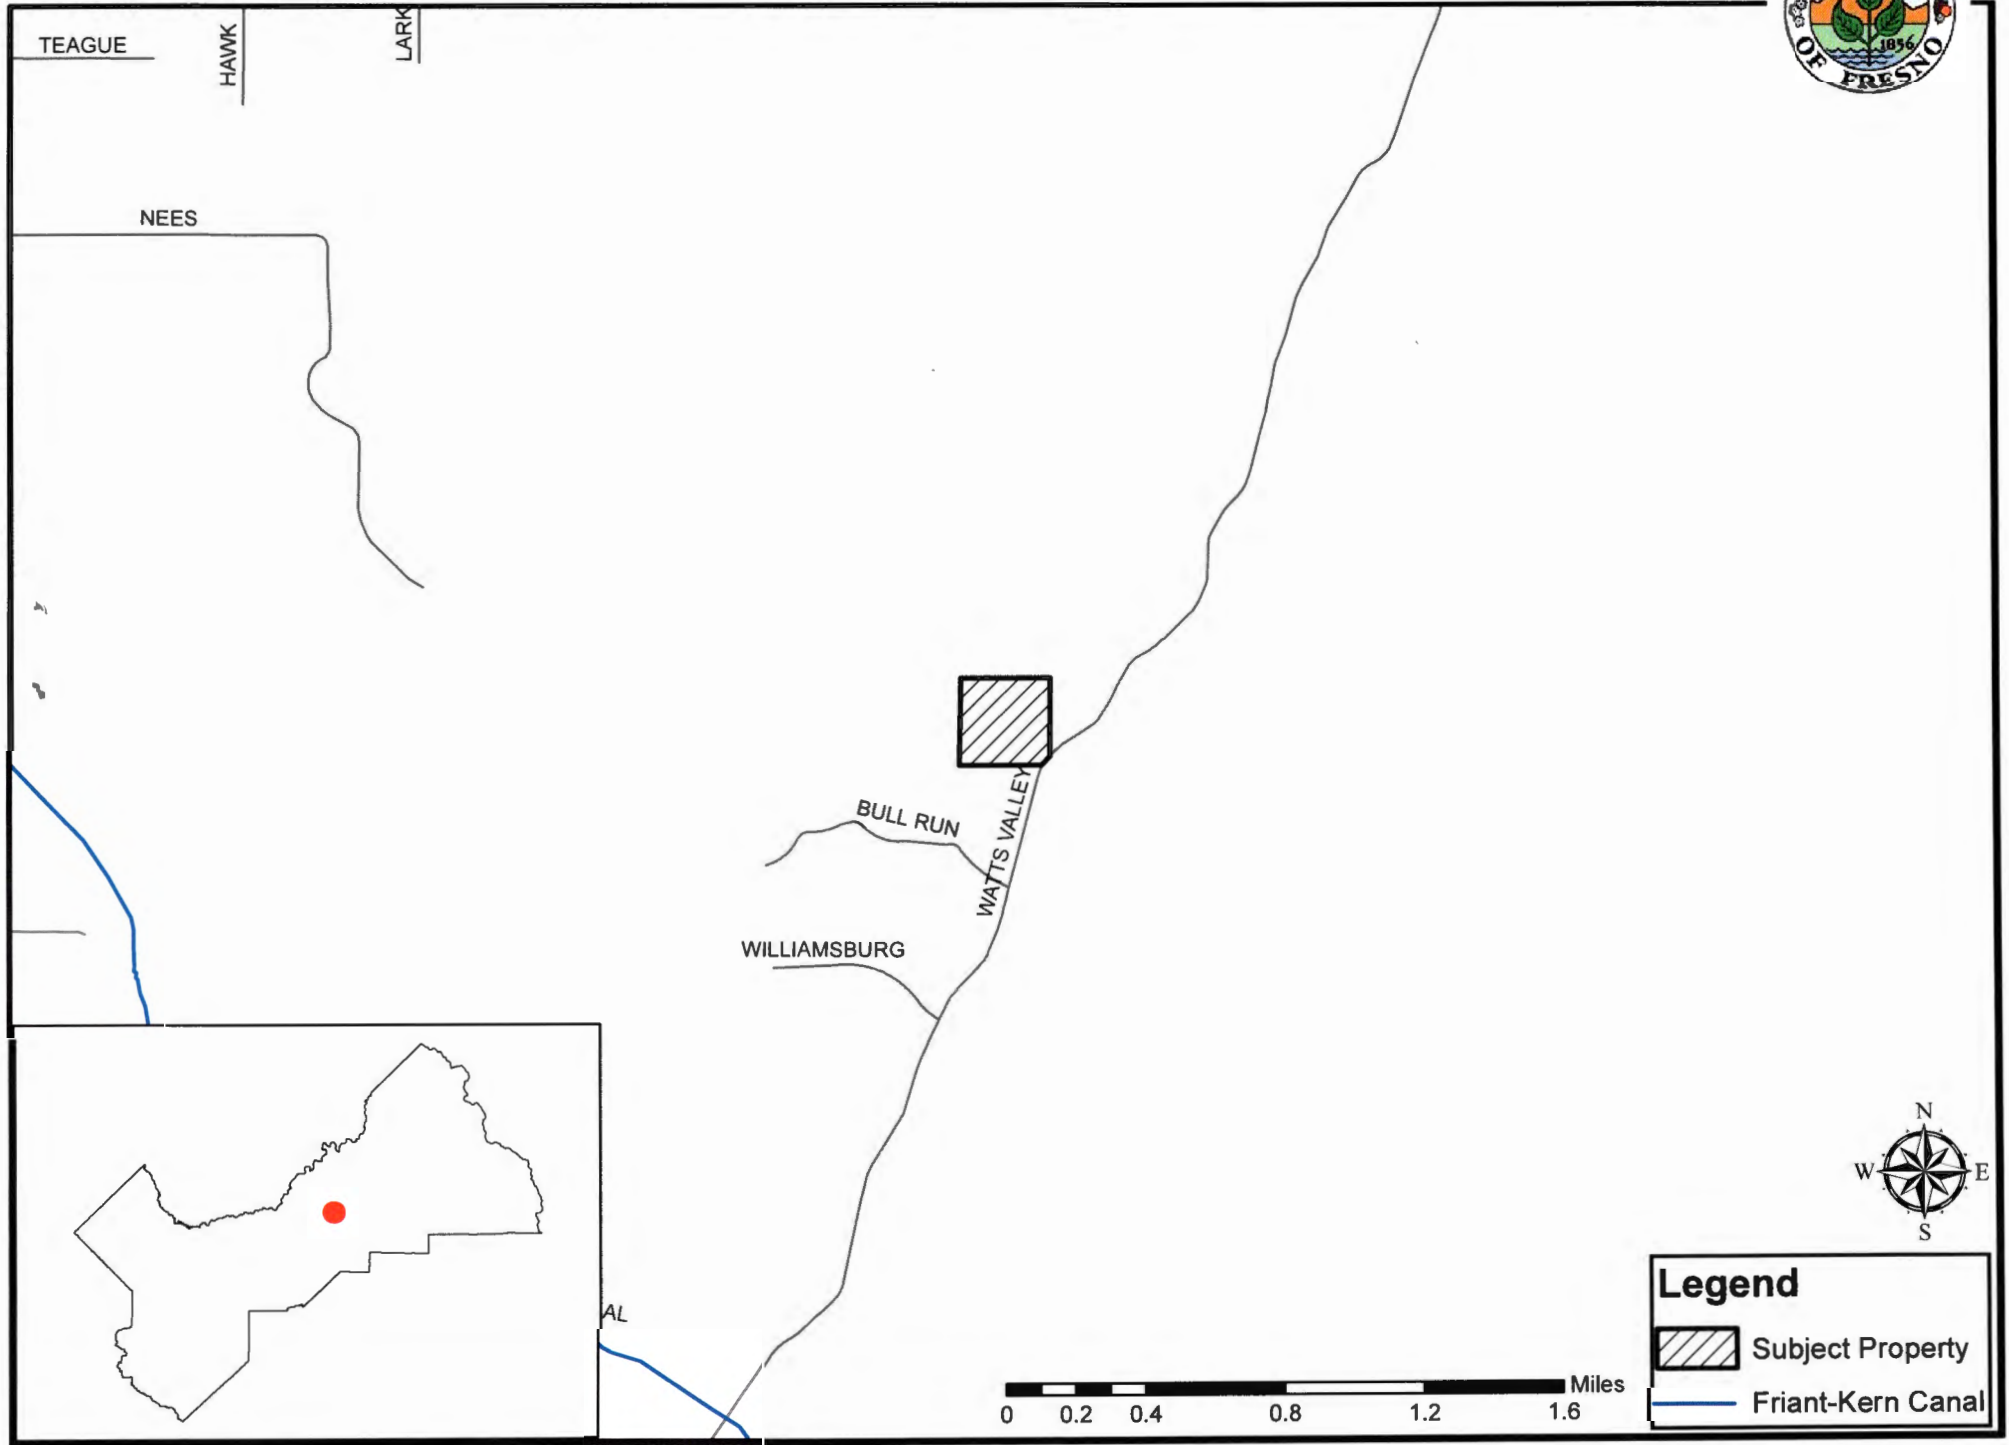 TEAGUE
HAWK
LARK
1856
OF FRESNO
NEES
BULL RUN
WATTS VALLEY
WILLIAMSBURG
AL
N
W
E
S
Legend
Subject Property
Friant-Kern Canal
Miles
0 0.2 0.4 0.8 1.2 1.6